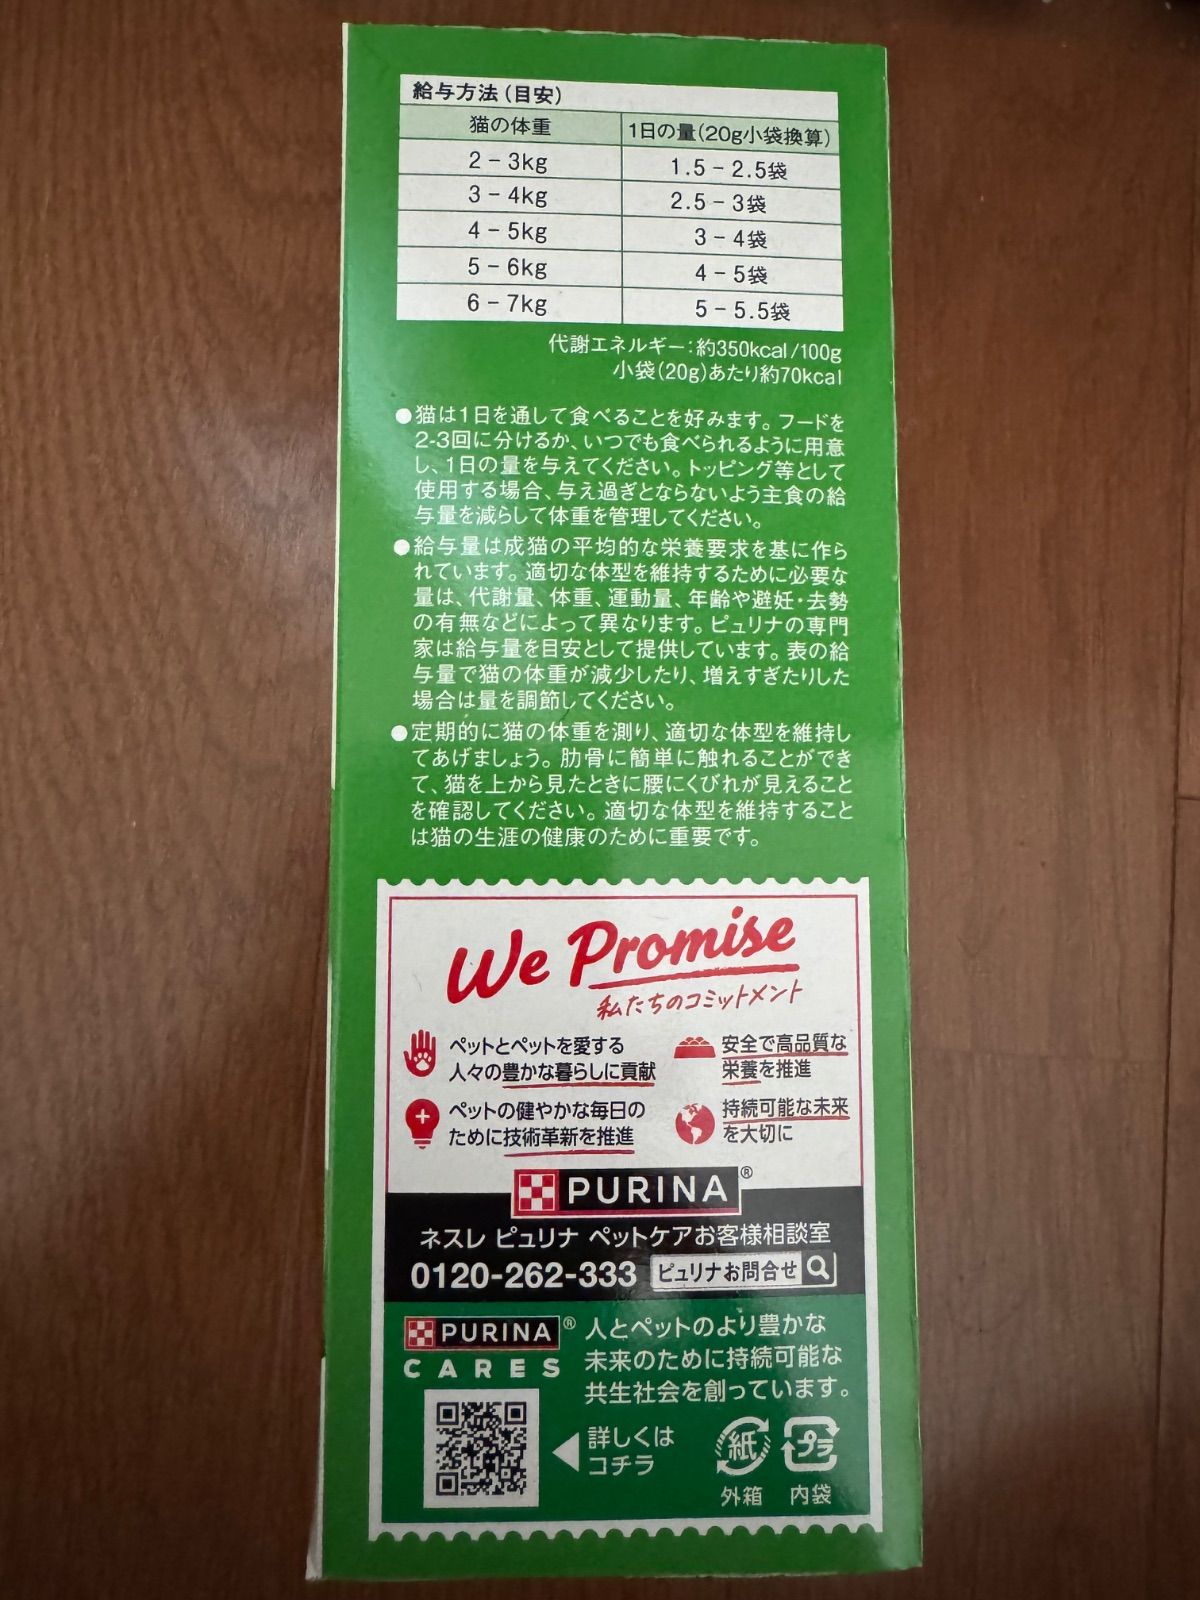 給与方法(目安)
猫の体重 1日の量(20g小袋換算)
2 - 3kg 1.5 - 2.5袋
3 - 4kg 2.5 - 3袋
4 - 5kg 3 - 4袋
5 - 6kg 4 - 5袋
6 - 7kg 5 - 5.5袋
代謝エネルギー:約350kcal/100g
小袋(20g)あたり約70kcal
●猫は1日を通して食べることを好みます。フードを
2-3回に分けるか、いつでも食べられるように用意
し、1日の量を与えてください。トッピング等として
使用する場合、与え過ぎとならないよう主食の給
与量を減らして体重を管理してください。
●給与量は成猫の平均的な栄養要求を基に作ら
れています。適切な体型を維持するために必要な
量は、代謝量、体重、運動量、年齢や避妊・去勢
の有無などによって異なります。ピュリナの専門
家は給与量を目安として提供しています。表の給
与量で猫の体重が減少したり、増えすぎたりした
場合は量を調節してください。
●定期的に猫の体重を測り、適切な体型を維持し
てあげましょう。肋骨に簡単に触れることができ
て、猫を上から見たときに腰にくびれが見えること
を確認してください。適切な体型を維持すること
は猫の生涯の健康のために重要です。
We Promise
私たちのコミットメント
ペットとペットを愛する
人々の豊かな暮らしに貢献
安全で高品質な
栄養を推進
ペットの健やかな毎日の
ために技術革新を推進
持続可能な未来
を大切に
PURINA®
ネスレ ピュリナ ペットケアお客様相談室
0120-262-333 ピュリナお問合せ
PURINA®
CARES
人とペットのより豊かな
未来のために持続可能な
共生社会を創っています。
詳しくは
コチラ
紙 プラ
外箱 内袋